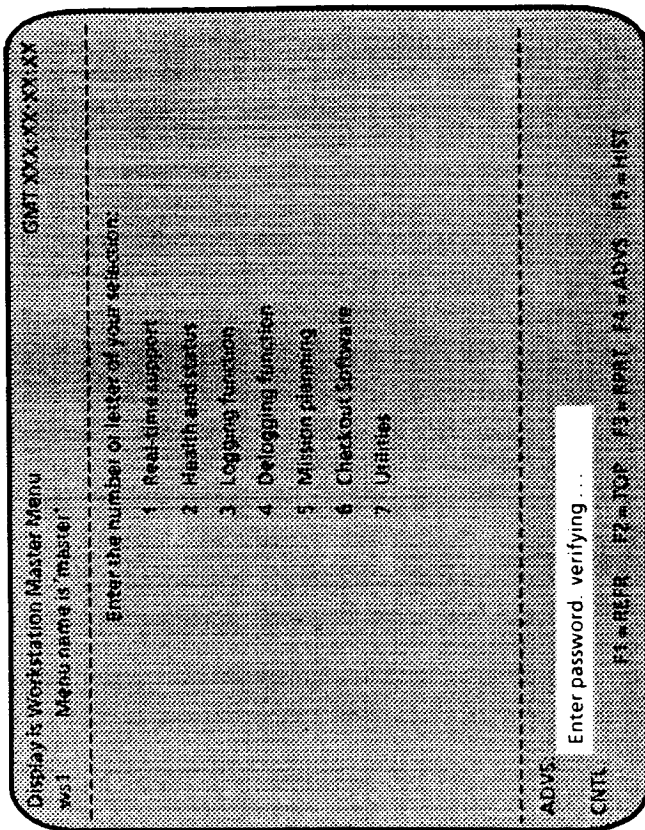 Display is Workstation Master Menu GMT XXX:XX:XX:XX
ws1 Menu name is "master"
Enter the number or letter of your selection:
1 Real-time support
2 Health and status
3 Logging function
4 Delogging function
5 Mission planning
6 Checkout Software
7 Utilities
ADVS
Enter password. verifying . . .
CNTL
F1 = REFR F2 = TOP F3 = RPRT F4 = ADVS F5 = HIST